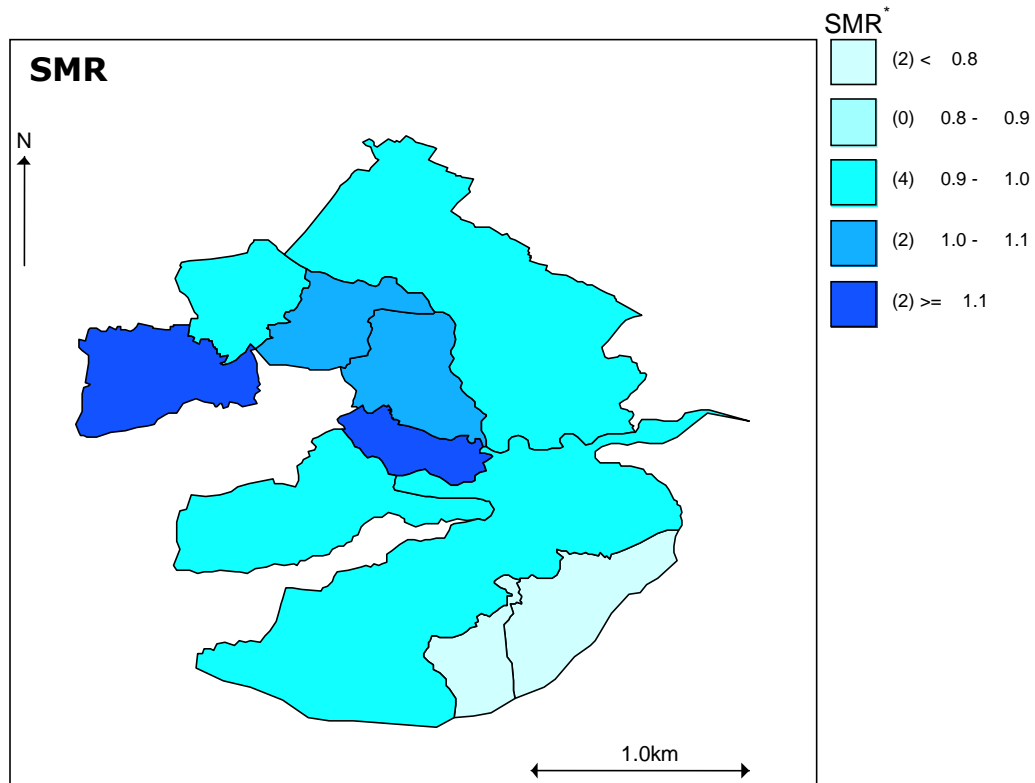 SMR*
SMR
N
(2) < 0.8
(0) 0.8 - 0.9
(4) 0.9 - 1.0
(2) 1.0 - 1.1
(2) >= 1.1
1.0km